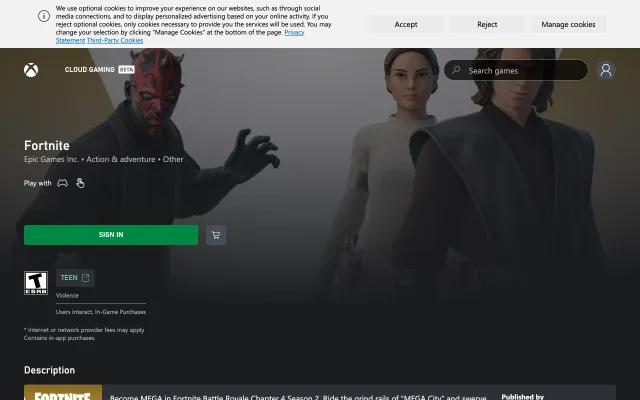 We use optional cookies to improve your experience on our websites, such as through social
media connections, and to display personalized advertising based on your online activity. If you
reject optional cookies, only cookies necessary to provide you the services will be used. You may
change your selection by clicking "Manage Cookies" at the bottom of the page. Privacy
Statement Third-Party Cookies
Accept
Reject
Manage cookies
CLOUD GAMING BETA
Search games
Fortnite
Epic Games Inc. • Action & adventure • Other
Play with
SIGN IN
T
ESRB
TEEN
Violence
Users Interact, In-Game Purchases
* Internet or network provider fees may apply
Contains in-app purchases.
Description
FORTNITE
Become MEGA in Fortnite Battle Royale Chapter 4 Season 2. Ride the grind rails of "MEGA City" and swerve
Published by